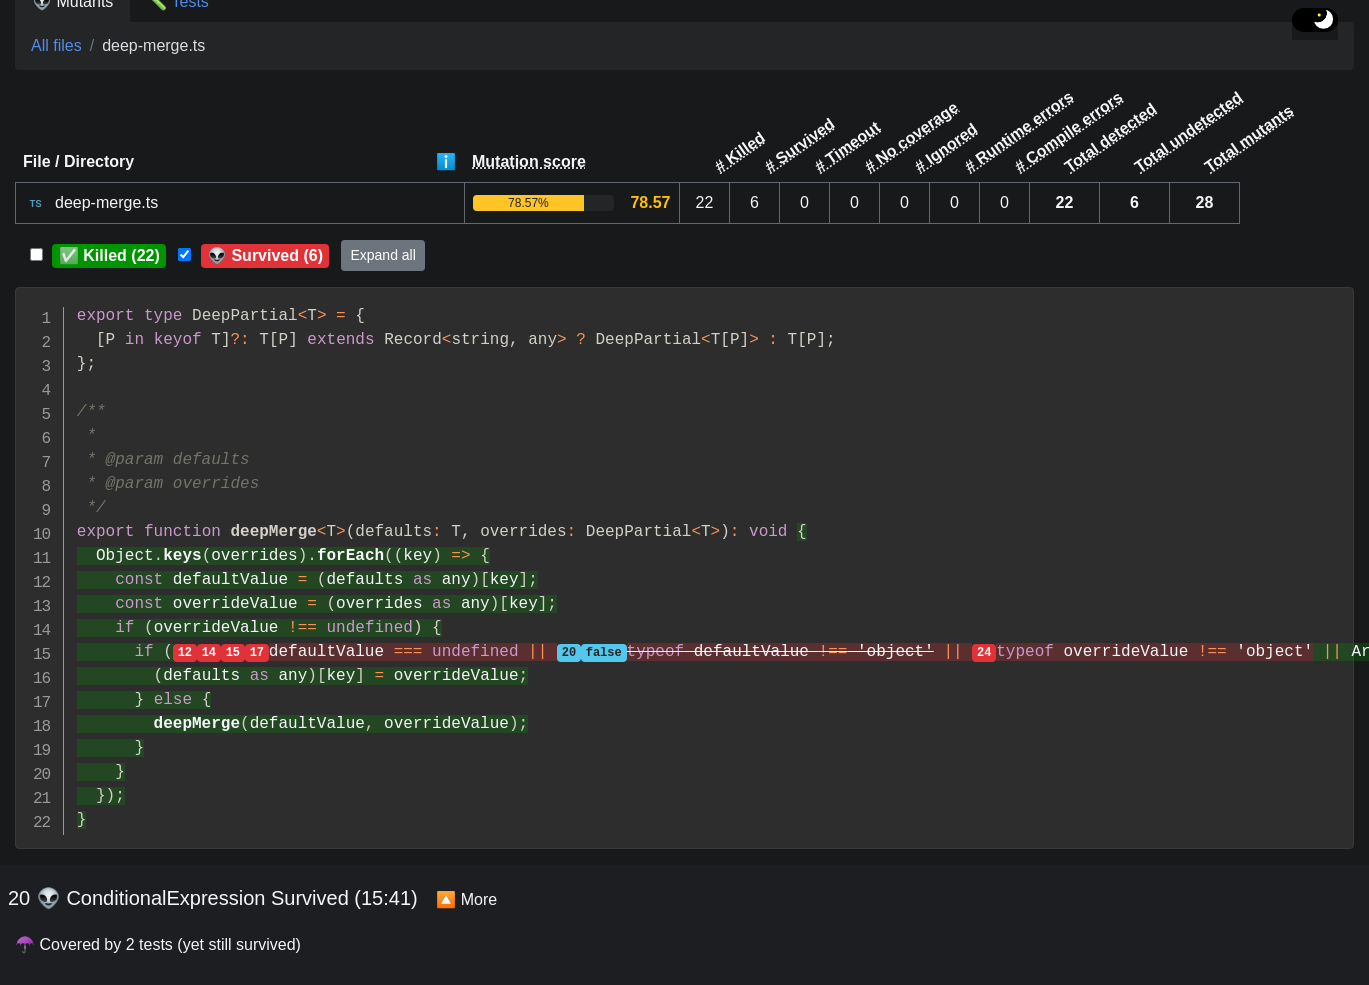 Mutants Tests
All files / deep-merge.ts
File / Directory ℹ Mutation score # Killed # Survived # Timeout # No coverage # Ignored # Runtime errors # Compile errors Total detected Total undetected Total mutants
TS deep-merge.ts 78.57% 78.57 22 6 0 0 0 0 0 22 6 28
✅ Killed (22) 👽 Survived (6) Expand all
1 export type DeepPartial<T> = {
2   [P in keyof T]?: T[P] extends Record<string, any> ? DeepPartial<T[P]> : T[P];
3 };
4
5 /**
6  *
7  * @param defaults
8  * @param overrides
9  */
10 export function deepMerge<T>(defaults: T, overrides: DeepPartial<T>): void {
11   Object.keys(overrides).forEach((key) => {
12     const defaultValue = (defaults as any)[key];
13     const overrideValue = (overrides as any)[key];
14     if (overrideValue !== undefined) {
15       if (12 14 15 17 defaultValue === undefined || 20 false typeof defaultValue !== 'object' || 24 typeof overrideValue !== 'object' || Ar
16         (defaults as any)[key] = overrideValue;
17       } else {
18         deepMerge(defaultValue, overrideValue);
19       }
20     }
21   });
22 }
20 👽 ConditionalExpression Survived (15:41) 🔼 More
☂️ Covered by 2 tests (yet still survived)